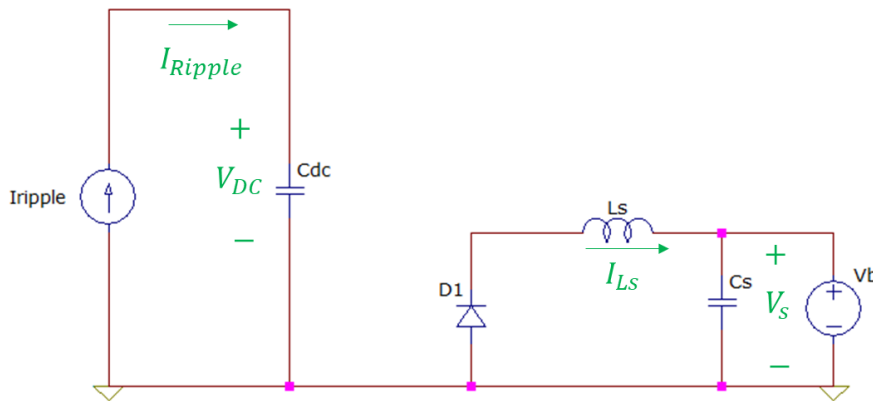 I_Ripple
+
V_DC
−
Cdc
Iripple
Ls
I_Ls
D1
Cs
+
V_s
−
Vb